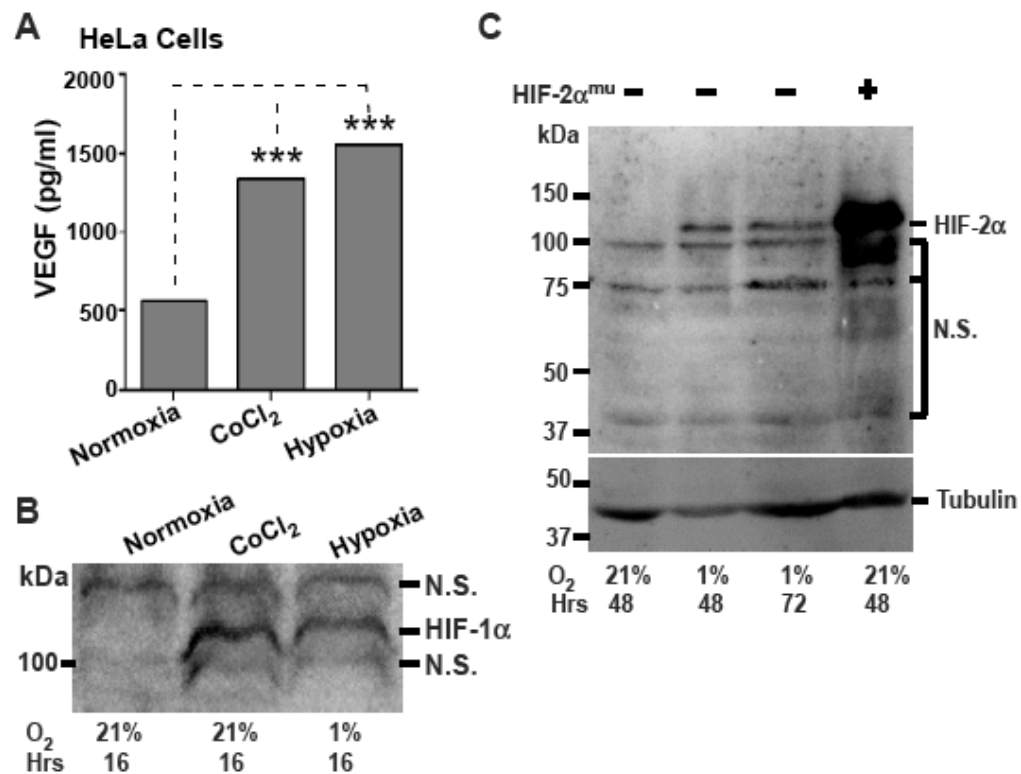 A
HeLa Cells
VEGF (pg/ml)
2000
1500
1000
500
0
***
***
Normoxia
CoCl₂
Hypoxia
B
Normoxia
CoCl₂
Hypoxia
kDa
100
N.S.
HIF-1α
N.S.
O₂ 21% 21% 1%
Hrs 16 16 16
C
HIF-2αᵐᵘ - - - +
kDa
150
100
75
50
37
HIF-2α
N.S.
50
37
Tubulin
O₂ 21% 1% 1% 21%
Hrs 48 48 72 48